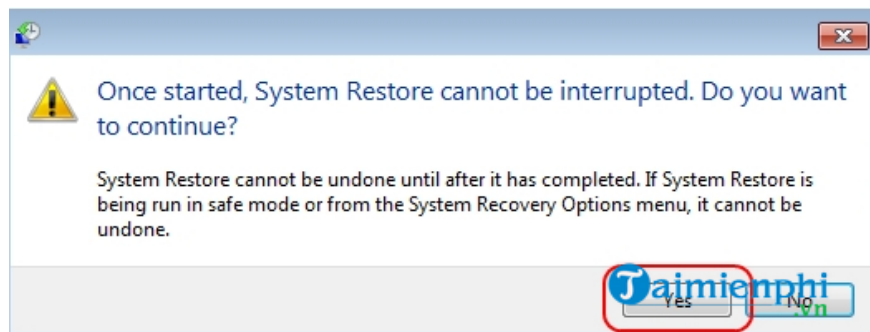 Once started, System Restore cannot be interrupted. Do you want
to continue?
System Restore cannot be undone until after it has completed. If System Restore is
being run in safe mode or from the System Recovery Options menu, it cannot be
undone.
Taimienphi
.vn
Yes No